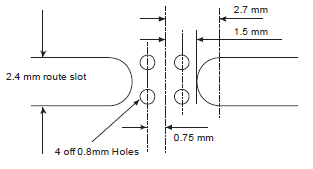 2.7 mm
1.5 mm
2.4 mm route slot
0.75 mm
4 off 0.8mm Holes